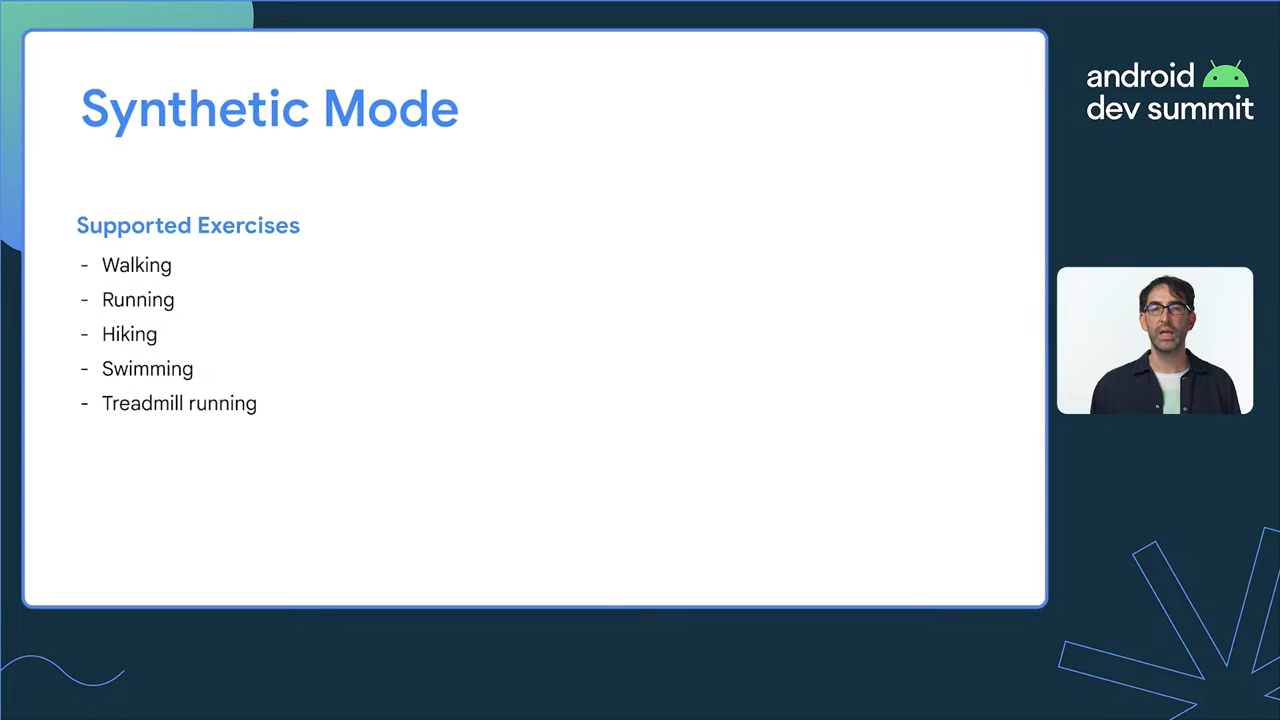 Synthetic Mode
Supported Exercises
- Walking
- Running
- Hiking
- Swimming
- Treadmill running
android
dev summit